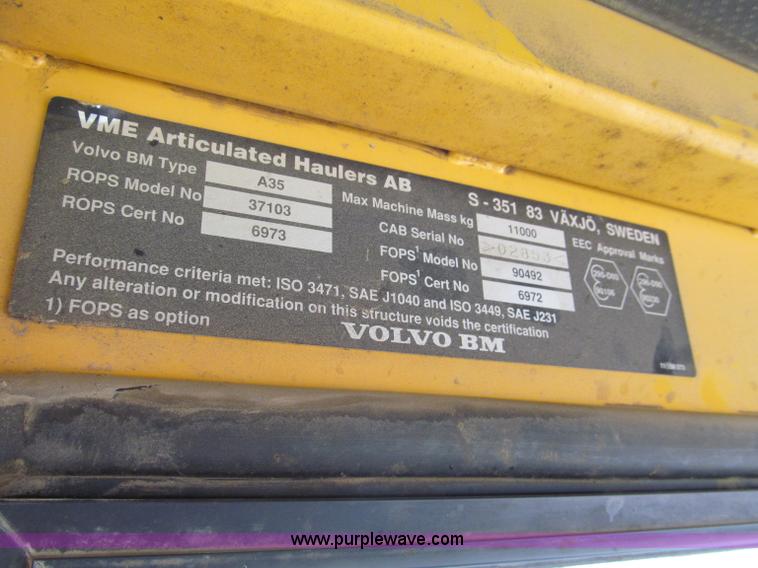 VME Articulated Haulers AB
S - 351 83 VÄXJÖ, SWEDEN
Volvo BM Type A35
Max Machine Mass kg 11000
ROPS Model No 37103
CAB Serial No >02853<
EEC Approval Marks
ROPS Cert No 6973
FOPS¹ Model No 90492
FOPS¹ Cert No 6972
Performance criteria met: ISO 3471, SAE J1040 and ISO 3449, SAE J231
Any alteration or modification on this structure voids the certification
1) FOPS as option
VOLVO BM
www.purplewave.com